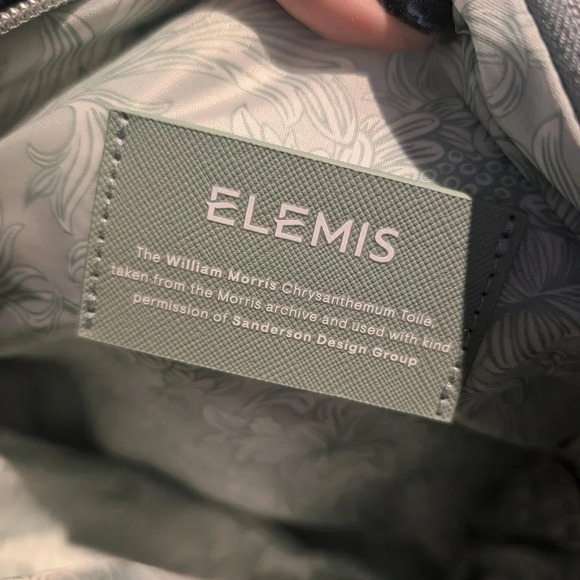 ELEMIS
The William Morris Chrysanthemum Toile,
taken from the Morris archive and used with kind
permission of Sanderson Design Group